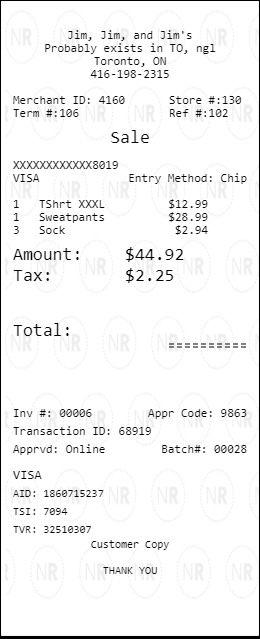 Jim, Jim, and Jim's
Probably exists in TO, ngl
Toronto, ON
416-198-2315
Merchant ID: 4160 Store #:130
Term #:106 Ref #:102
Sale
XXXXXXXXXXXX8019
VISA Entry Method: Chip
1 TShrt XXXL $12.99
1 Sweatpants $28.99
3 Sock $2.94
Amount: $44.92
Tax: $2.25
Total:
==========
Inv #: 00006 Appr Code: 9863
Transaction ID: 68919
Apprvd: Online Batch#: 00028
VISA
AID: 1860715237
TSI: 7094
TVR: 32510307
Customer Copy
THANK YOU